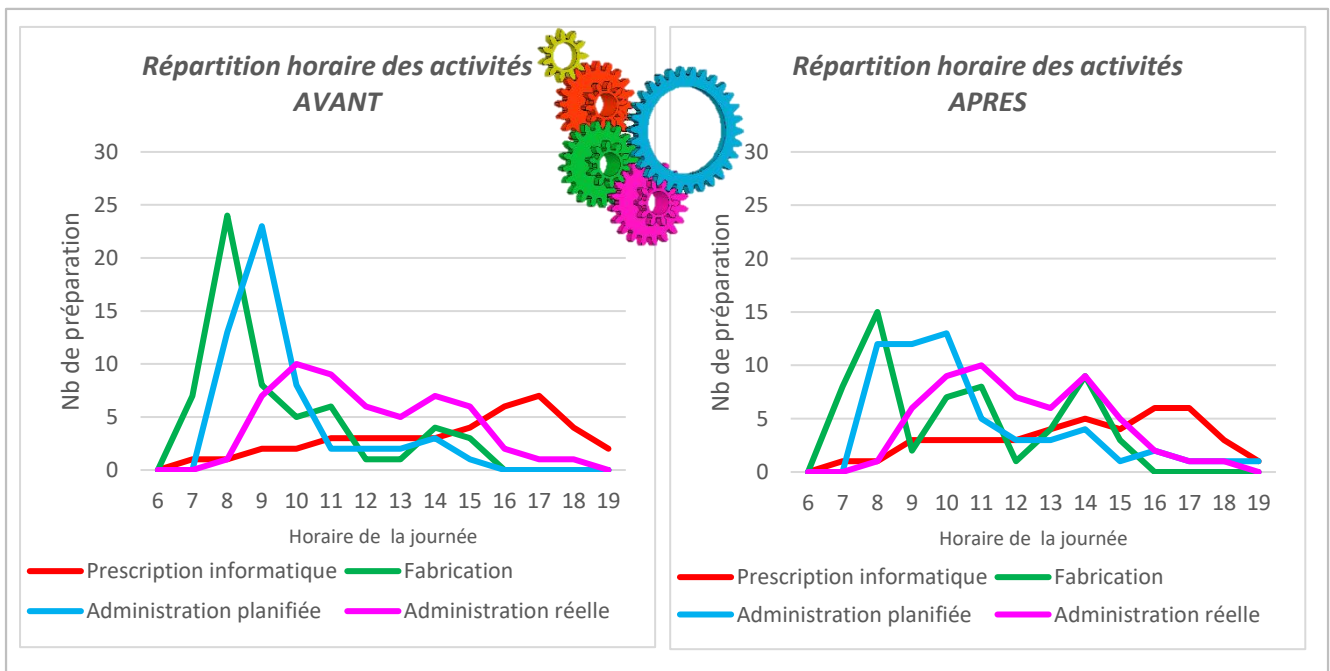 Répartition horaire des activités
AVANT
30
25
20
15
10
5
0
Nb de préparation
6 7 8 9 10 11 12 13 14 15 16 17 18 19
Horaire de la journée
Prescription informatique Fabrication
Administration planifiée Administration réelle
Répartition horaire des activités
APRES
30
25
20
15
10
5
0
Nb de préparation
6 7 8 9 10 11 12 13 14 15 16 17 18 19
Horaire de la journée
Prescription informatique Fabrication
Administration planifiée Administration réelle